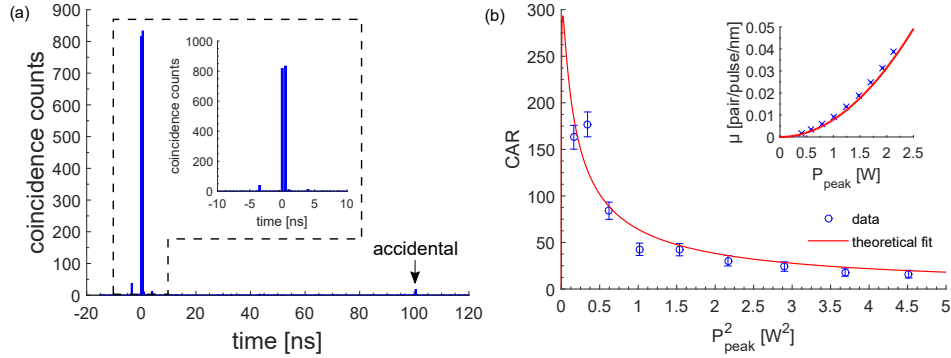 (a)
900
800
700
600
500
400
300
200
100
0
coincidence counts
-20 0 20 40 60 80 100 120
time [ns]
accidental
1000
800
600
400
200
0
coincidence counts
-10 -5 0 5 10
time [ns]
(b)
300
250
200
150
100
50
0
CAR
0 0.5 1 1.5 2 2.5 3 3.5 4 4.5 5
P²peak [W²]
0.05
0.04
0.03
0.02
0.01
0
μ [pair/pulse/nm]
0 0.5 1 1.5 2 2.5
Ppeak [W]
data
theoretical fit